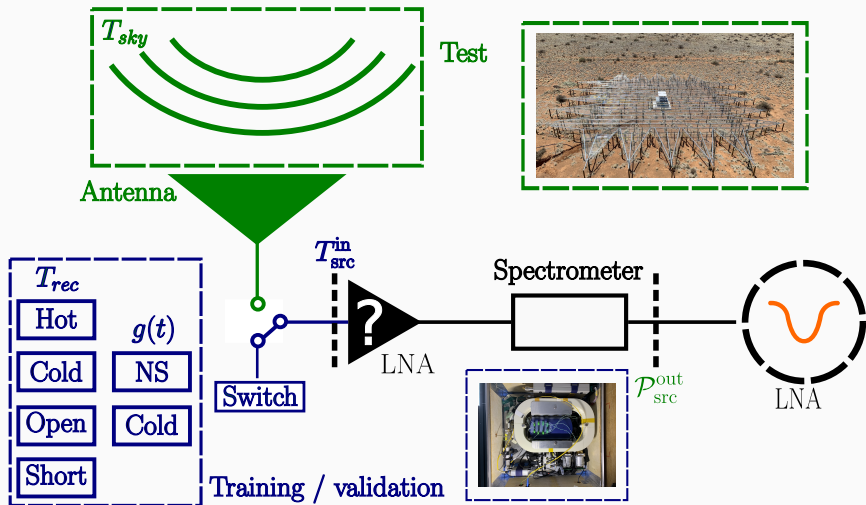 T_sky
Test
Antenna
T_rec
Hot
g(t)
Cold
NS
Open
Cold
Short
Switch
T_src^in
?
LNA
Spectrometer
P_src^out
LNA
Training / validation